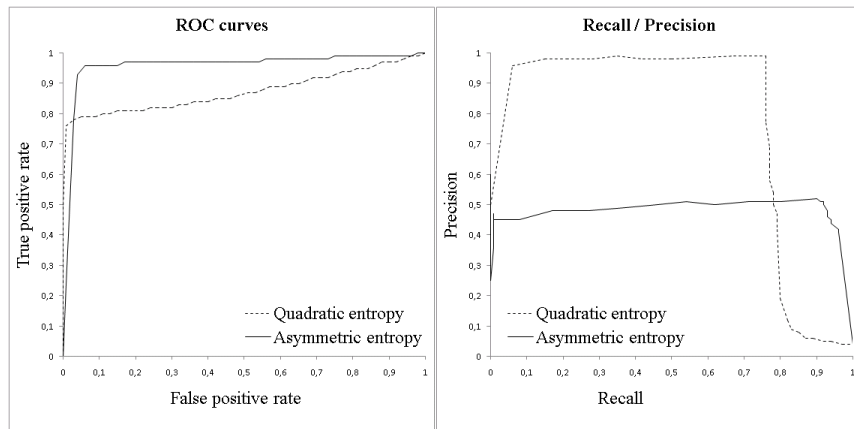 ROC curves
1
0,9
0,8
0,7
0,6
0,5
0,4
0,3
0,2
0,1
0
True positive rate
Quadratic entropy
Asymmetric entropy
0 0,1 0,2 0,3 0,4 0,5 0,6 0,7 0,8 0,9 1
False positive rate
Recall / Precision
1
0,9
0,8
0,7
0,6
0,5
0,4
0,3
0,2
0,1
0
Precision
Quadratic entropy
Asymmetric entropy
0 0,1 0,2 0,3 0,4 0,5 0,6 0,7 0,8 0,9 1
Recall